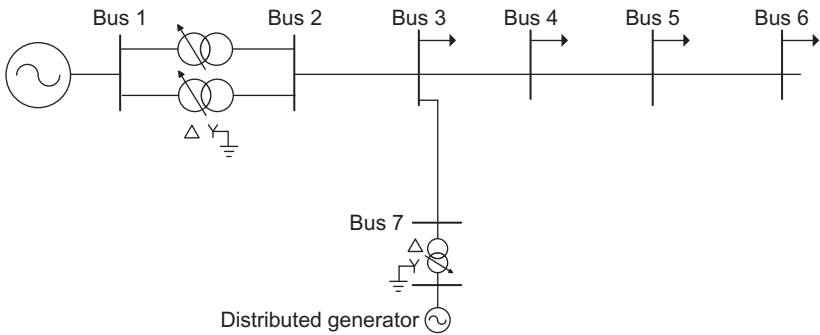 Bus 1
Bus 2
Bus 3
Bus 4
Bus 5
Bus 6
△ Y
Bus 7
△
Y
Distributed generator